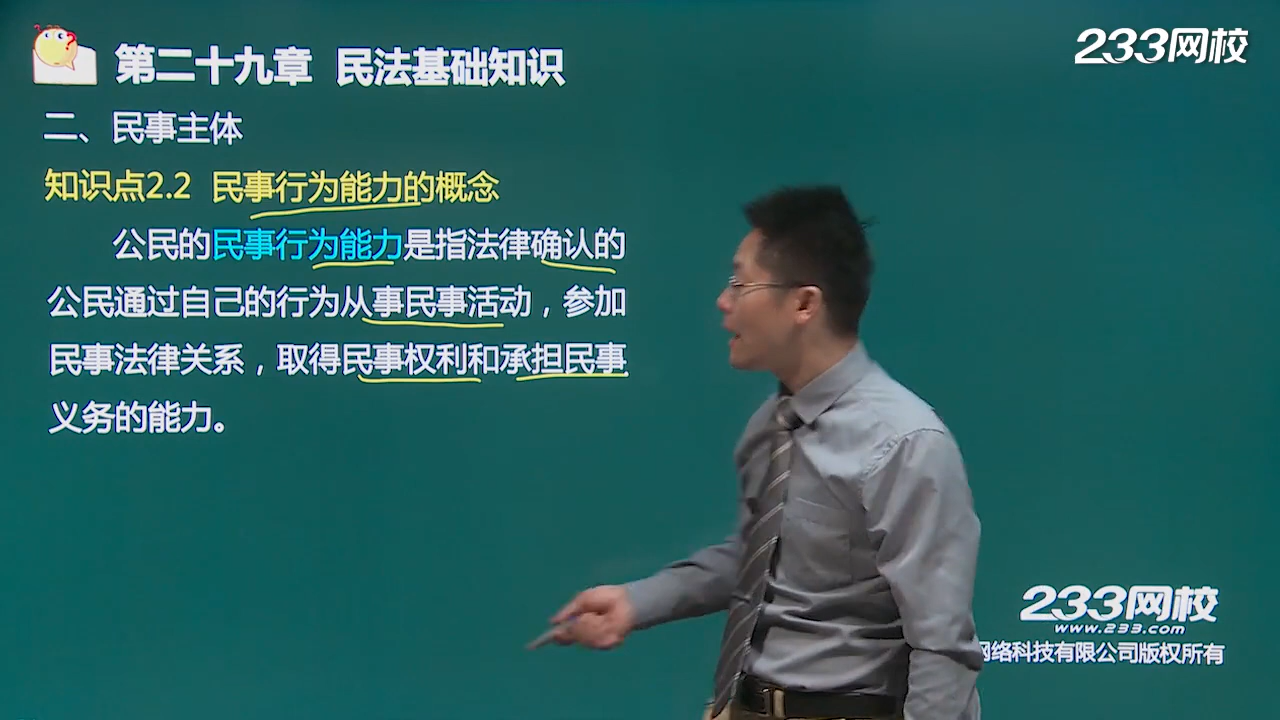 233网校
第二十九章 民法基础知识
二、民事主体
知识点2.2 民事行为能力的概念
公民的民事行为能力是指法律确认的
公民通过自己的行为从事民事活动，参加
民事法律关系，取得民事权利和承担民事
义务的能力。
233网校
www.233.com
网络科技有限公司版权所有